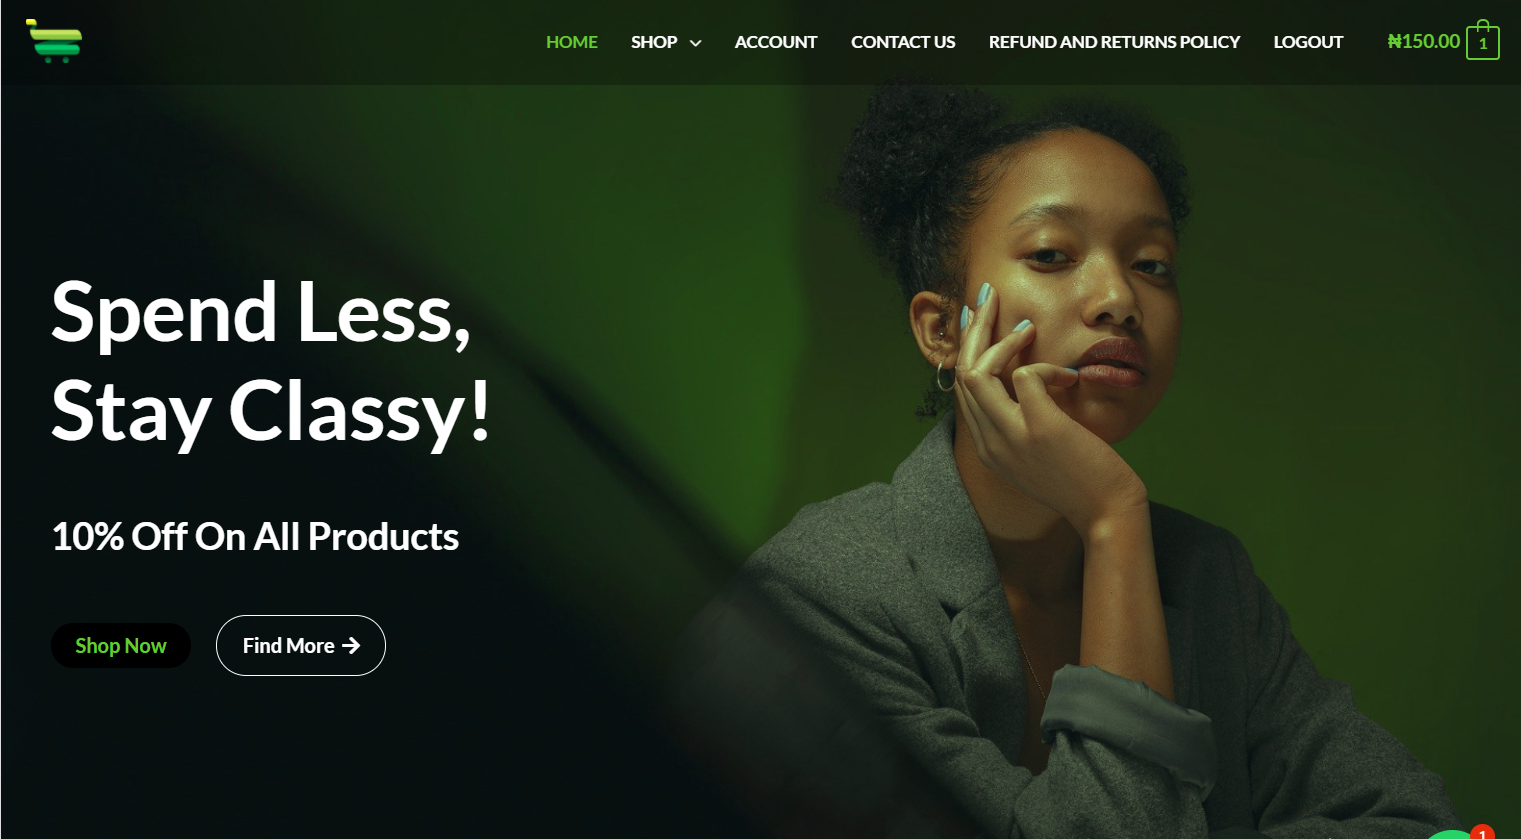 HOME SHOP ACCOUNT CONTACT US REFUND AND RETURNS POLICY LOGOUT ₦150.00 1
Spend Less,
Stay Classy!
10% Off On All Products
Shop Now Find More
1